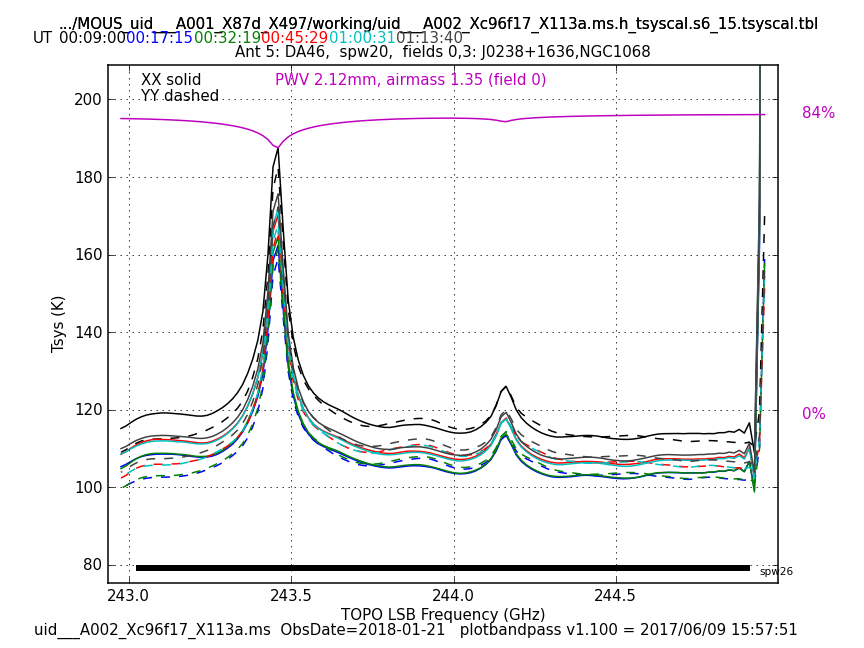 .../MOUS_uid___A001_X87d_X497/working/uid___A002_Xc96f17_X113a.ms.h_tsyscal.s6_15.tsyscal.tbl
UT 00:09:00 00:17:15 00:32:19 00:45:29 01:00:31 01:13:40
Ant 5: DA46,  spw20,  fields 0,3: J0238+1636,NGC1068
XX solid
PWV 2.12mm, airmass 1.35 (field 0)
YY dashed
200
180
160
140
120
100
80
Tsys (K)
84%
0%
spw26
243.0 243.5 244.0 244.5
TOPO LSB Frequency (GHz)
uid___A002_Xc96f17_X113a.ms  ObsDate=2018-01-21   plotbandpass v1.100 = 2017/06/09 15:57:51